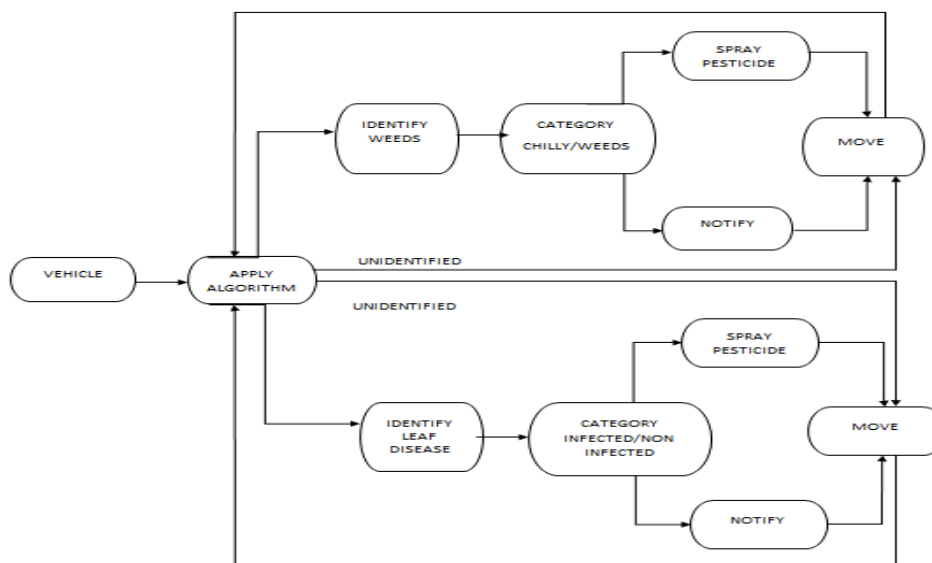 SPRAY
PESTICIDE
IDENTIFY
WEEDS
CATEGORY
CHILLY/WEEDS
MOVE
NOTIFY
UNIDENTIFIED
VEHICLE
APPLY
ALGORITHM
UNIDENTIFIED
SPRAY
PESTICIDE
IDENTIFY
LEAF
DISEASE
CATEGORY
INFECTED/NON
INFECTED
MOVE
NOTIFY